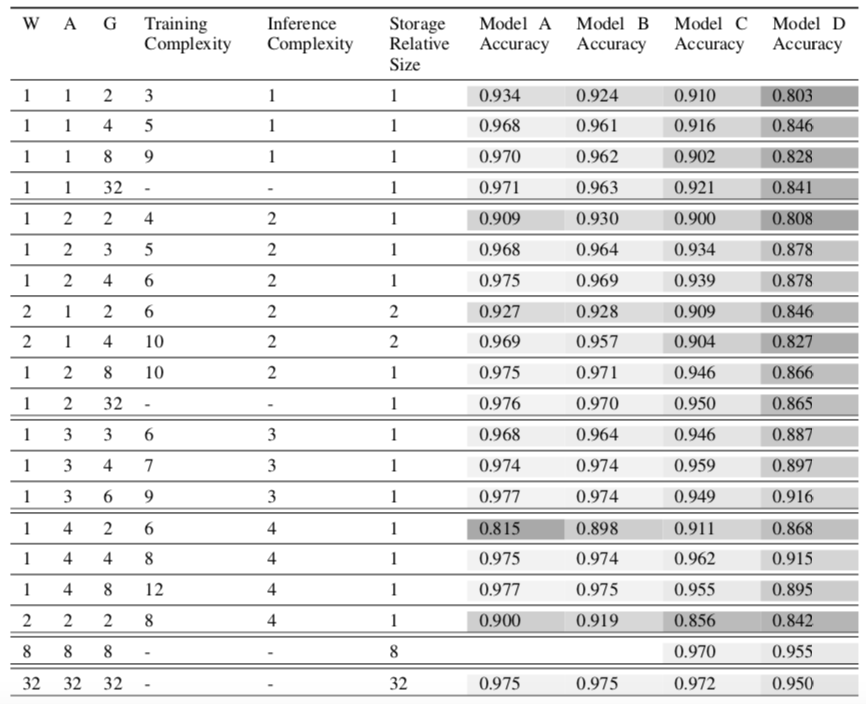 W A G Training Complexity Inference Complexity Storage Relative Size Model A Accuracy Model B Accuracy Model C Accuracy Model D Accuracy
1 1 2 3 1 1 0.934 0.924 0.910 0.803
1 1 4 5 1 1 0.968 0.961 0.916 0.846
1 1 8 9 1 1 0.970 0.962 0.902 0.828
1 1 32 - - 1 0.971 0.963 0.921 0.841
1 2 2 4 2 1 0.909 0.930 0.900 0.808
1 2 3 5 2 1 0.968 0.964 0.934 0.878
1 2 4 6 2 1 0.975 0.969 0.939 0.878
2 1 2 6 2 2 0.927 0.928 0.909 0.846
2 1 4 10 2 2 0.969 0.957 0.904 0.827
1 2 8 10 2 1 0.975 0.971 0.946 0.866
1 2 32 - - 1 0.976 0.970 0.950 0.865
1 3 3 6 3 1 0.968 0.964 0.946 0.887
1 3 4 7 3 1 0.974 0.974 0.959 0.897
1 3 6 9 3 1 0.977 0.974 0.949 0.916
1 4 2 6 4 1 0.815 0.898 0.911 0.868
1 4 4 8 4 1 0.975 0.974 0.962 0.915
1 4 8 12 4 1 0.977 0.975 0.955 0.895
2 2 2 8 4 1 0.900 0.919 0.856 0.842
8 8 8 - - 8 0.970 0.955
32 32 32 - - 32 0.975 0.975 0.972 0.950